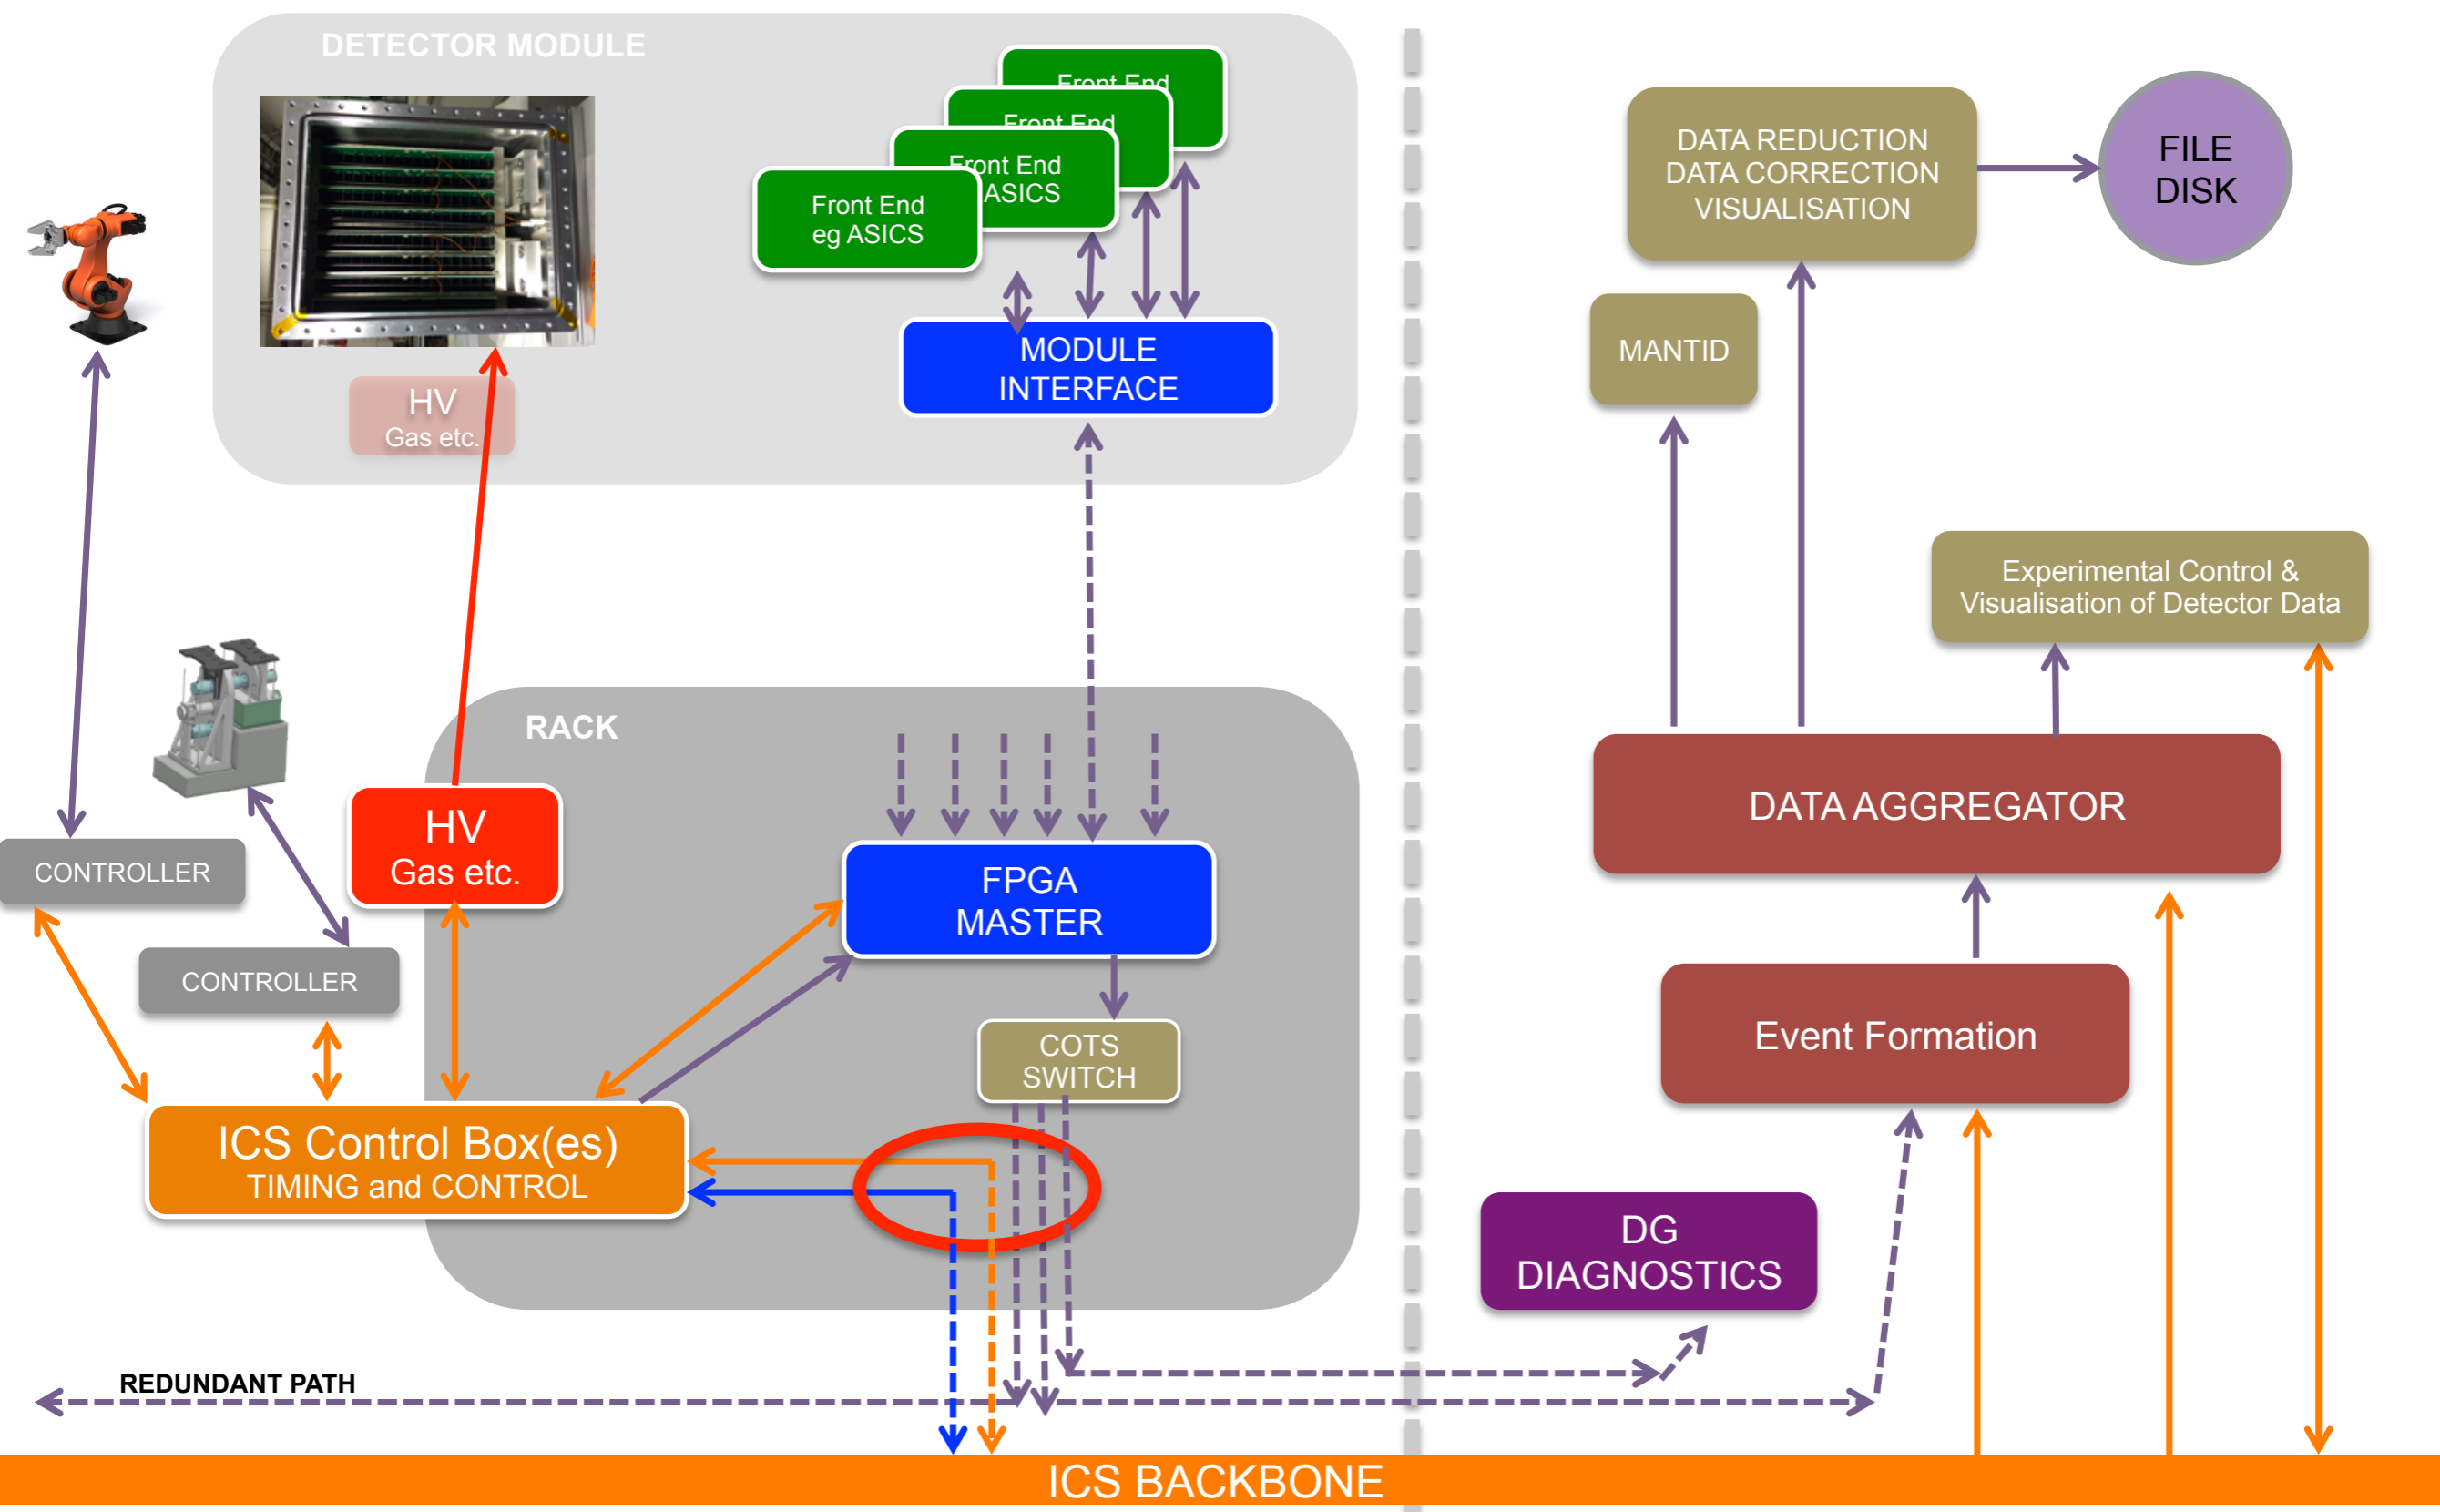 DETECTOR MODULE
Front End
Front End
Front End
ASICS
Front End
eg ASICS
MODULE
INTERFACE
HV
Gas etc.
DATA REDUCTION
DATA CORRECTION
VISUALISATION
FILE
DISK
MANTID
Experimental Control &
Visualisation of Detector Data
RACK
HV
Gas etc.
CONTROLLER
CONTROLLER
FPGA
MASTER
COTS
SWITCH
ICS Control Box(es)
TIMING and CONTROL
DATA AGGREGATOR
Event Formation
DG
DIAGNOSTICS
REDUNDANT PATH
ICS BACKBONE